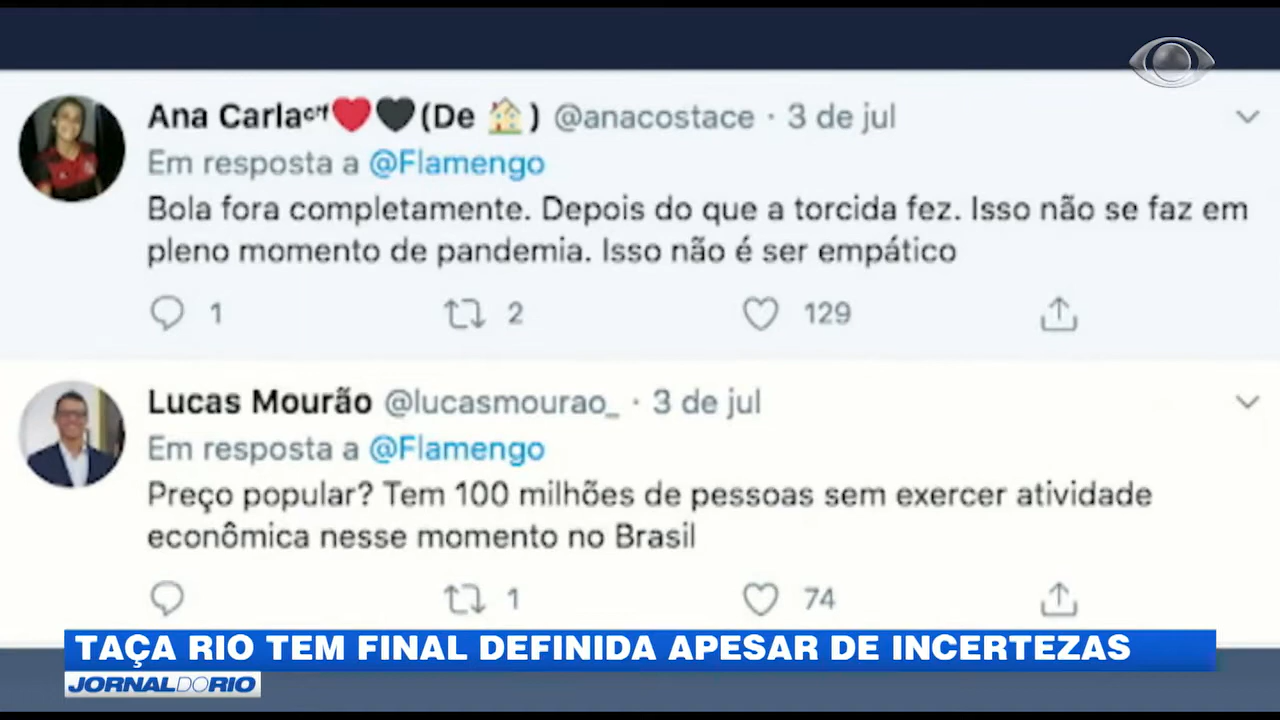 Ana Carlaᶜʳᶠ❤️🖤(De 🏠) @anacostace · 3 de jul
Em resposta a @Flamengo
Bola fora completamente. Depois do que a torcida fez. Isso não se faz em
pleno momento de pandemia. Isso não é ser empático
1 2 129
Lucas Mourão @lucasmourao_ · 3 de jul
Em resposta a @Flamengo
Preço popular? Tem 100 milhões de pessoas sem exercer atividade
econômica nesse momento no Brasil
1 74
TAÇA RIO TEM FINAL DEFINIDA APESAR DE INCERTEZAS
JORNAL DO RIO